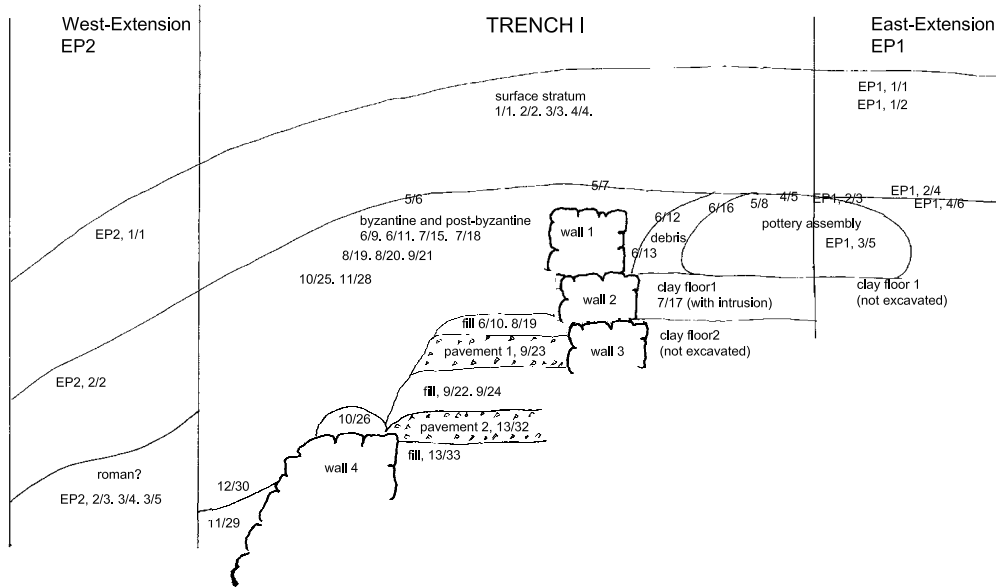 West-Extension
EP2
TRENCH I
East-Extension
EP1
surface stratum
1/1. 2/2. 3/3. 4/4.
EP1, 1/1
EP1, 1/2
EP2, 1/1
5/6
5/7
4/5
EP1, 2/3
EP1, 2/4
EP1, 4/6
byzantine and post-byzantine
6/9. 6/11. 7/15. 7/18
8/19. 8/20. 9/21
10/25. 11/28
wall 1
6/12
debris
6/13
6/16
5/8
pottery assembly
EP1, 3/5
wall 2
clay floor1
7/17 (with intrusion)
clay floor 1
(not excavated)
fill 6/10. 8/19
wall 3
clay floor2
(not excavated)
pavement 1, 9/23
EP2, 2/2
fill, 9/22. 9/24
10/26
pavement 2, 13/32
fill, 13/33
wall 4
roman?
EP2, 2/3. 3/4. 3/5
12/30
11/29